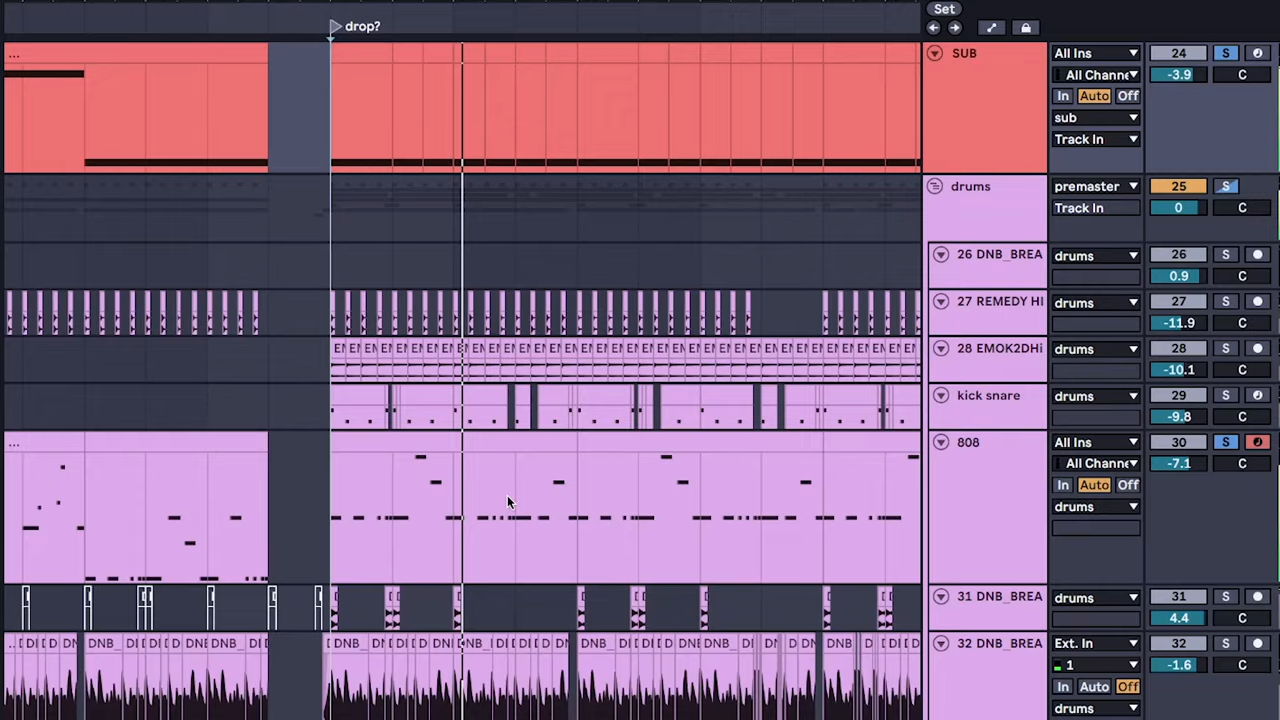 Set
drop?
... SUB All Ins 24 S
All Channe -3.9 C
In Auto Off
sub
Track In
drums premaster 25 S
Track In 0 C
26 DNB_BREA drums 26 S
0.9 C
27 REMEDY HI drums 27 S
-11.9 C
28 EMOK2DHi drums 28 S
-10.1 C
kick snare drums 29 S
-9.8 C
... 808 All Ins 30 S
All Channe -7.1 C
In Auto Off
drums
31 DNB_BREA drums 31 S
4.4 C
DNB_ DNB_ DNB_ DNB_ 32 DNB_BREA Ext. In 32 S
1 -1.6 C
In Auto Off
drums